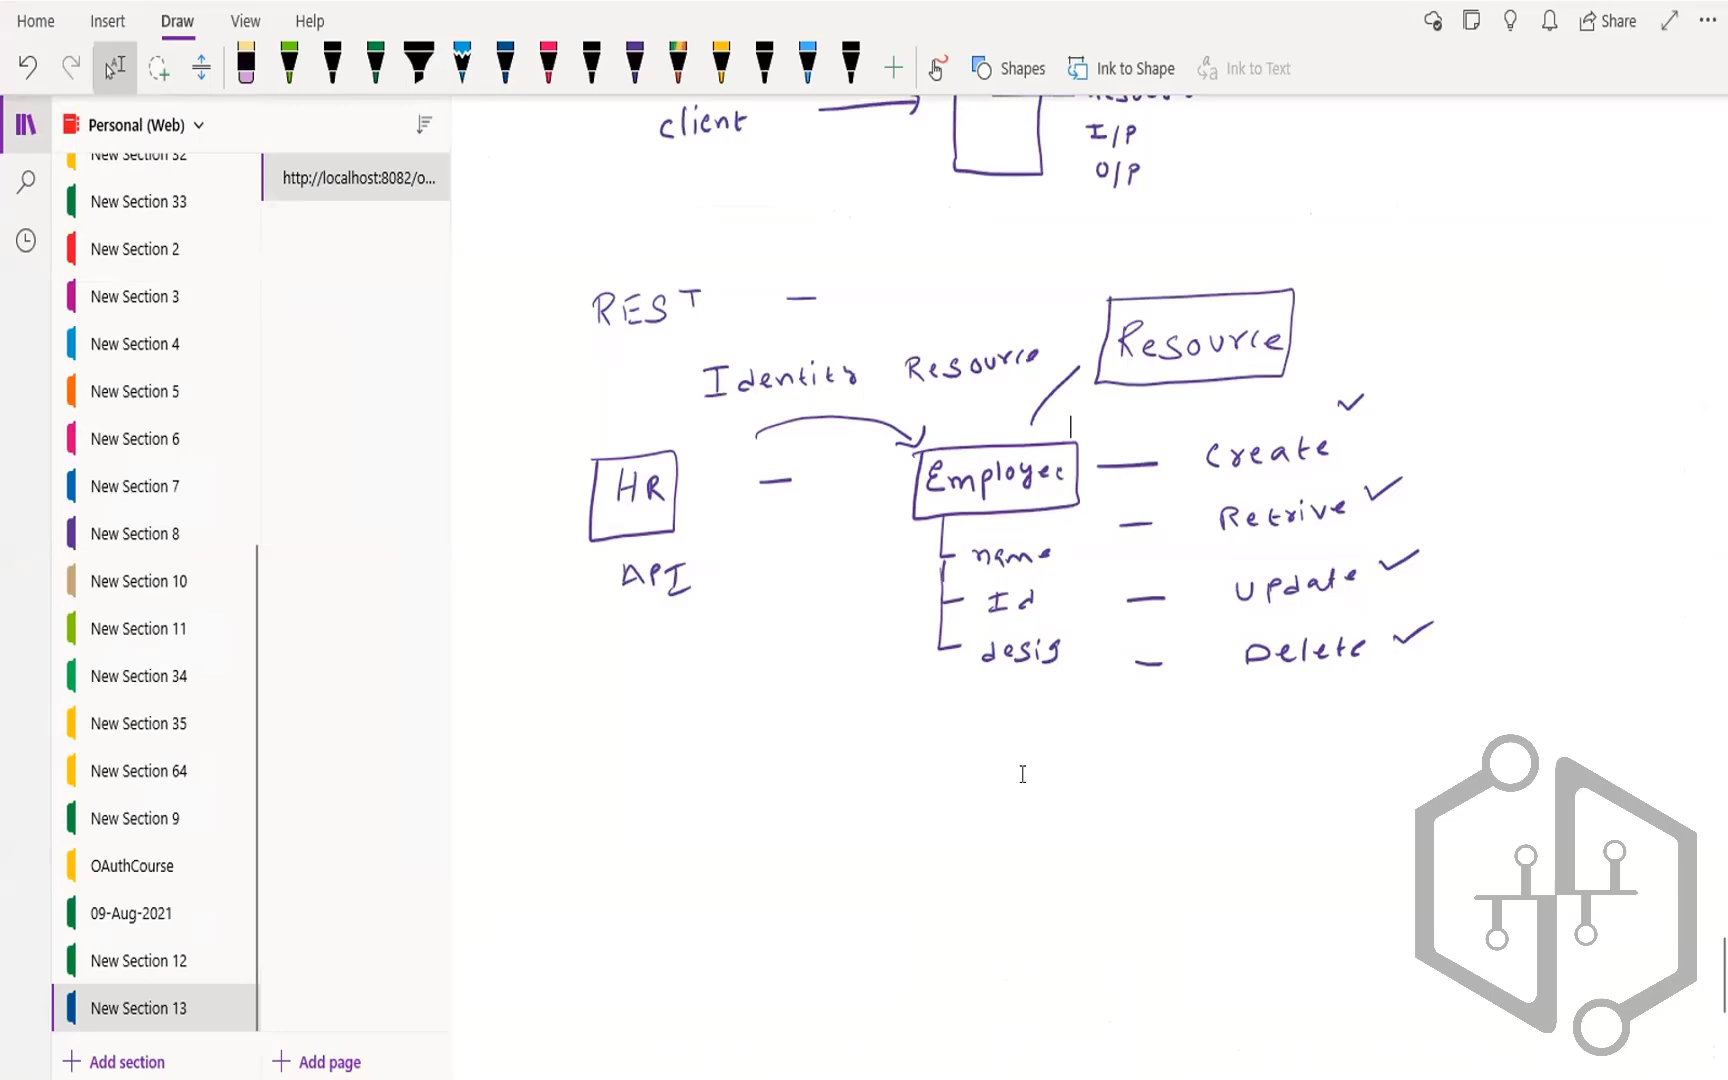 Home Insert Draw View Help
Share
Shapes Ink to Shape Ink to Text
Personal (Web)
New Section 32
New Section 33
New Section 2
New Section 3
New Section 4
New Section 5
New Section 6
New Section 7
New Section 8
New Section 10
New Section 11
New Section 34
New Section 35
New Section 64
New Section 9
OAuthCourse
09-Aug-2021
New Section 12
New Section 13
Add section
http://localhost:8082/o...
Add page
client
I/P
O/P
REST —
Resource
Identity Resource
HR — Employee — Create ✓
API
— Retrive ✓
name
Id — Update ✓
desig — Delete ✓